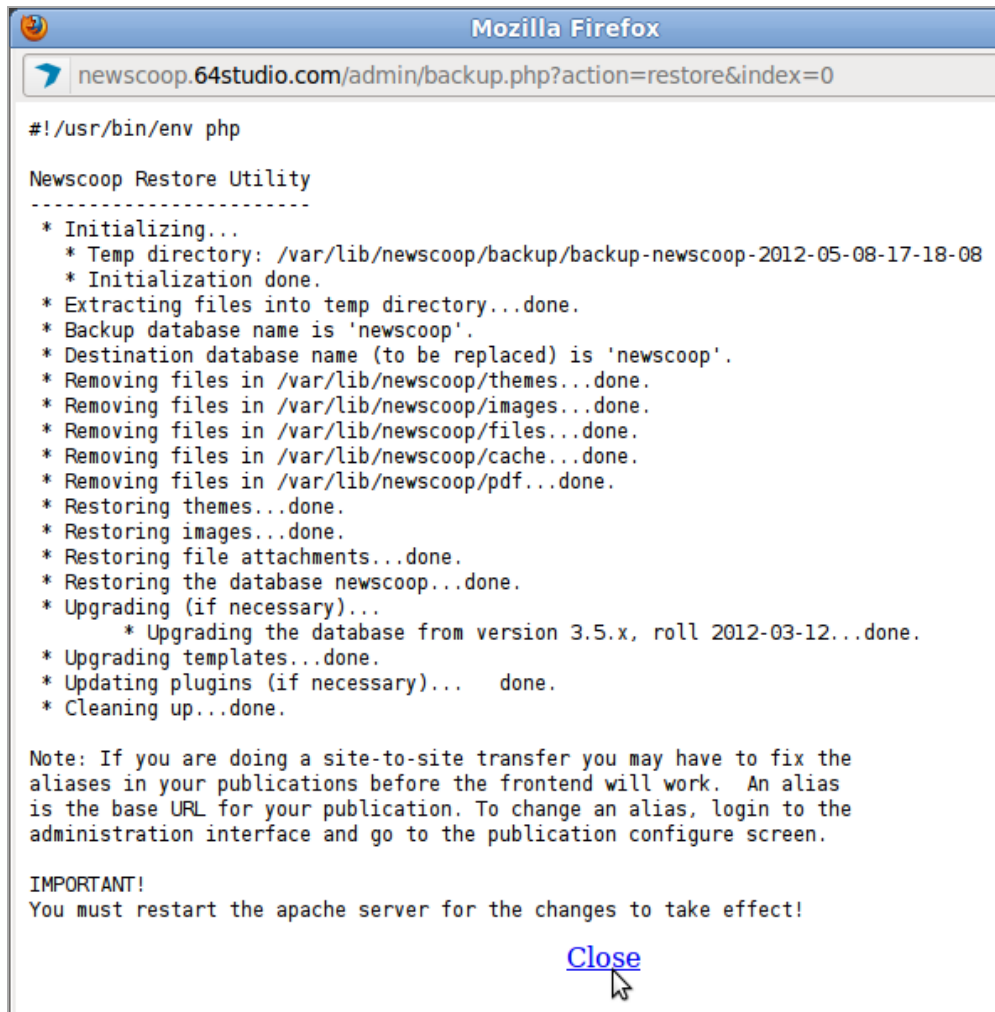 Mozilla Firefox
newscoop.64studio.com/admin/backup.php?action=restore&index=0
#!/usr/bin/env php
Newscoop Restore Utility
------------------------
* Initializing...
* Temp directory: /var/lib/newscoop/backup/backup-newscoop-2012-05-08-17-18-08
* Initialization done.
* Extracting files into temp directory...done.
* Backup database name is 'newscoop'.
* Destination database name (to be replaced) is 'newscoop'.
* Removing files in /var/lib/newscoop/themes...done.
* Removing files in /var/lib/newscoop/images...done.
* Removing files in /var/lib/newscoop/files...done.
* Removing files in /var/lib/newscoop/cache...done.
* Removing files in /var/lib/newscoop/pdf...done.
* Restoring themes...done.
* Restoring images...done.
* Restoring file attachments...done.
* Restoring the database newscoop...done.
* Upgrading (if necessary)...
* Upgrading the database from version 3.5.x, roll 2012-03-12...done.
* Upgrading templates...done.
* Updating plugins (if necessary)...   done.
* Cleaning up...done.
Note: If you are doing a site-to-site transfer you may have to fix the
aliases in your publications before the frontend will work.  An alias
is the base URL for your publication. To change an alias, login to the
administration interface and go to the publication configure screen.
IMPORTANT!
You must restart the apache server for the changes to take effect!
Close